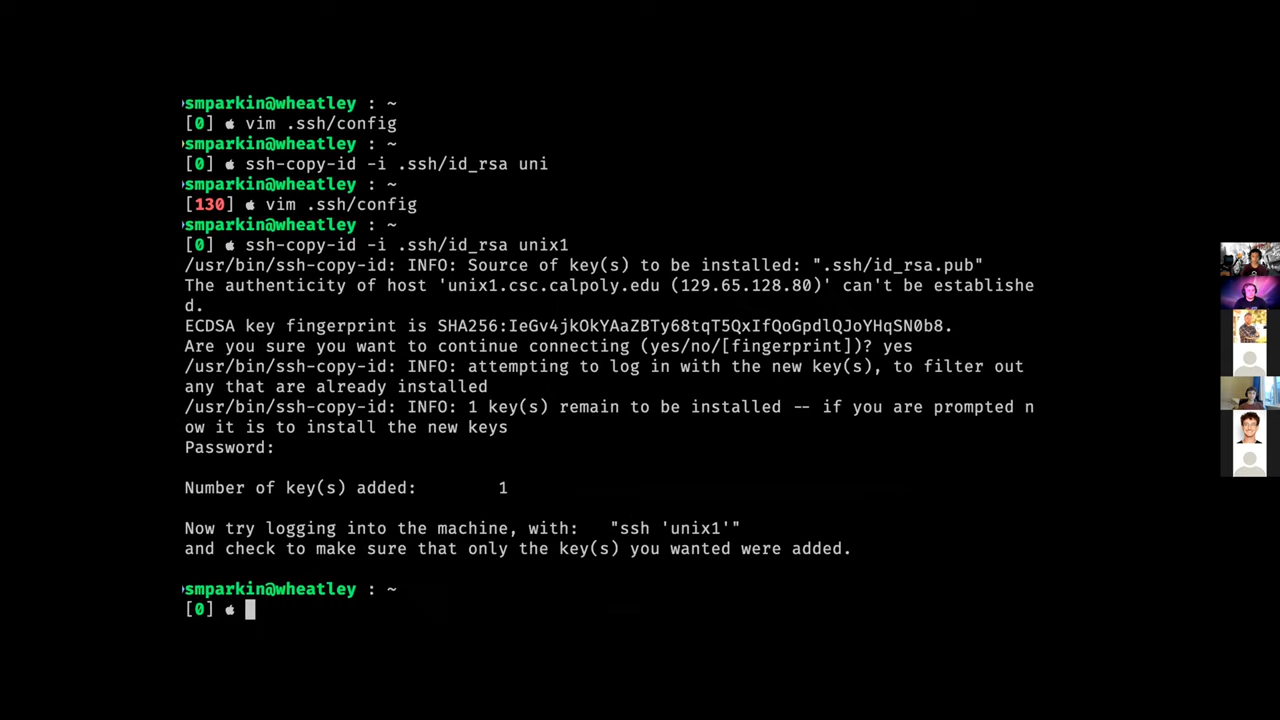 smparkin@wheatley : ~
[0]  vim .ssh/config
smparkin@wheatley : ~
[0]  ssh-copy-id -i .ssh/id_rsa uni
smparkin@wheatley : ~
[130]  vim .ssh/config
smparkin@wheatley : ~
[0]  ssh-copy-id -i .ssh/id_rsa unix1
/usr/bin/ssh-copy-id: INFO: Source of key(s) to be installed: ".ssh/id_rsa.pub"
The authenticity of host 'unix1.csc.calpoly.edu (129.65.128.80)' can't be establishe
d.
ECDSA key fingerprint is SHA256:IeGv4jkOkYAaZBTy68tqT5QxIfQoGpdlQJoYHqSN0b8.
Are you sure you want to continue connecting (yes/no/[fingerprint])? yes
/usr/bin/ssh-copy-id: INFO: attempting to log in with the new key(s), to filter out
any that are already installed
/usr/bin/ssh-copy-id: INFO: 1 key(s) remain to be installed -- if you are prompted n
ow it is to install the new keys
Password:
Number of key(s) added:        1
Now try logging into the machine, with:   "ssh 'unix1'"
and check to make sure that only the key(s) you wanted were added.
smparkin@wheatley : ~
[0]